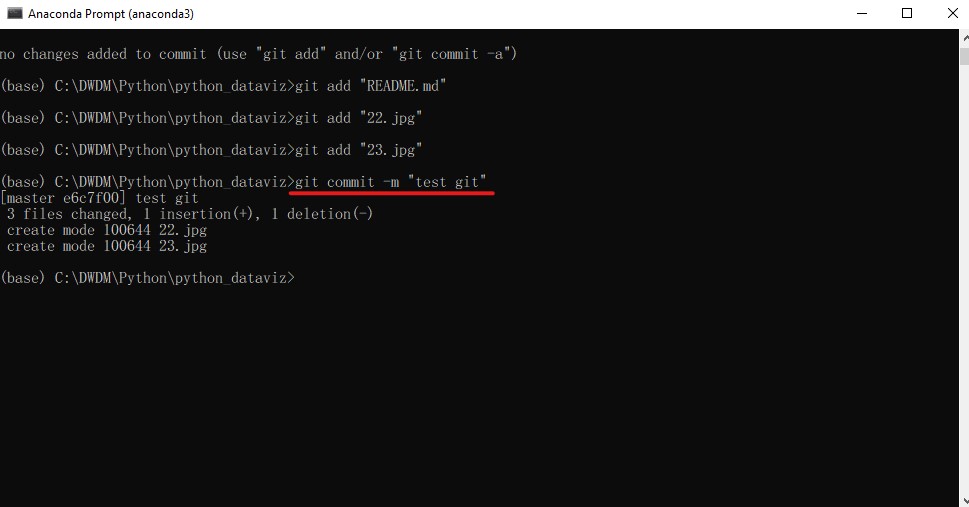 Anaconda Prompt (anaconda3)
no changes added to commit (use "git add" and/or "git commit -a")
(base) C:\DWDM\Python\python_dataviz>git add "README.md"
(base) C:\DWDM\Python\python_dataviz>git add "22.jpg"
(base) C:\DWDM\Python\python_dataviz>git add "23.jpg"
(base) C:\DWDM\Python\python_dataviz>git commit -m "test git"
[master e6c7f00] test git
 3 files changed, 1 insertion(+), 1 deletion(-)
 create mode 100644 22.jpg
 create mode 100644 23.jpg
(base) C:\DWDM\Python\python_dataviz>